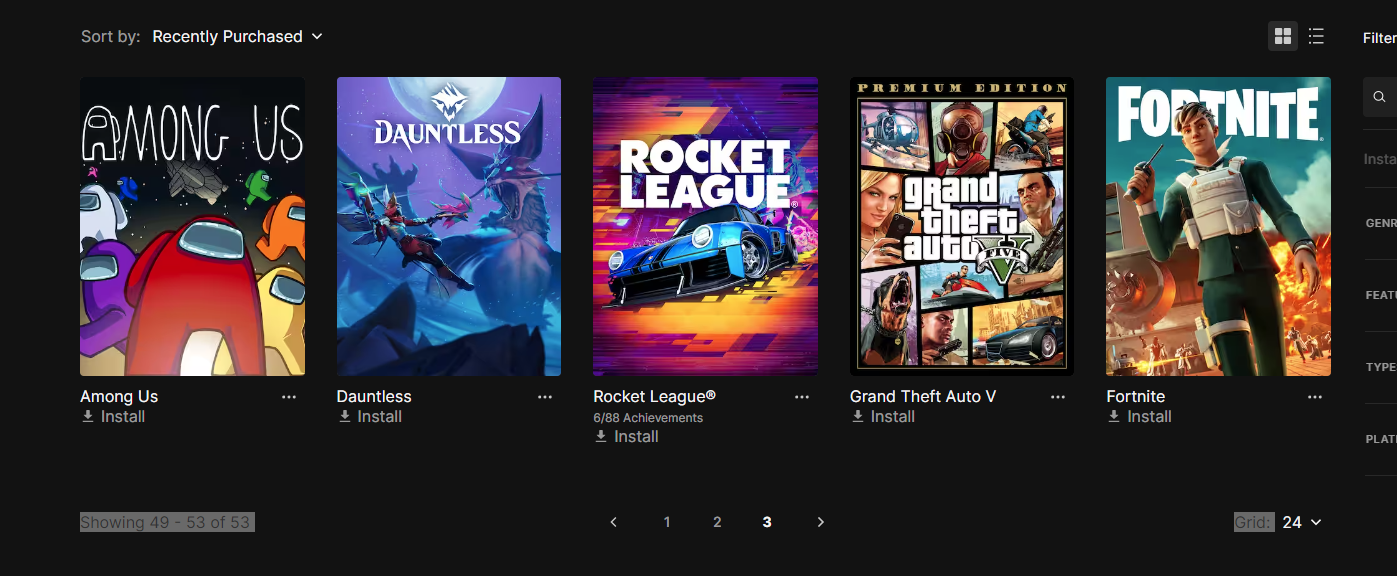 Sort by: Recently Purchased
Filter
AMONG US
DAUNTLESS
ROCKET
LEAGUE®
PREMIUM EDITION
grand
theft
auto V
FIVE
FORTNITE
Insta
GENR
FEATU
TYPE
PLAT
Among Us
Install
Dauntless
Install
Rocket League®
6/88 Achievements
Install
Grand Theft Auto V
Install
Fortnite
Install
Showing 49 - 53 of 53
1 2 3
Grid: 24